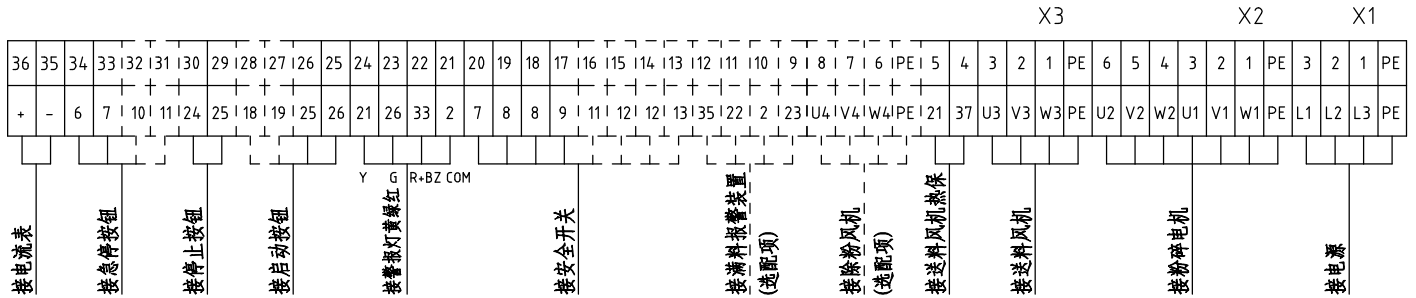 X3 X2 X1
36 35 34 33 32 31 30 29 28 27 26 25 24 23 22 21 20 19 18 17 16 15 14 13 12 11 10 9 8 7 6 PE 5 4 3 2 1 PE 6 5 4 3 2 1 PE 3 2 1 PE
+ - 6 7 10 11 24 25 18 19 25 26 21 26 33 2 7 8 8 9 11 12 12 13 35 22 2 23 U4 V4 W4 PE 21 37 U3 V3 W3 PE U2 V2 W2 U1 V1 W1 PE L1 L2 L3 PE
Y G R+BZ COM
接电流表
接急停按钮
接停止按钮
接启动按钮
接警报灯黄绿红
接安全开关
接满料报警装置
(选配项)
接除粉风机
(选配项)
接送料风机热保
接送料风机
接粉碎电机
接电源